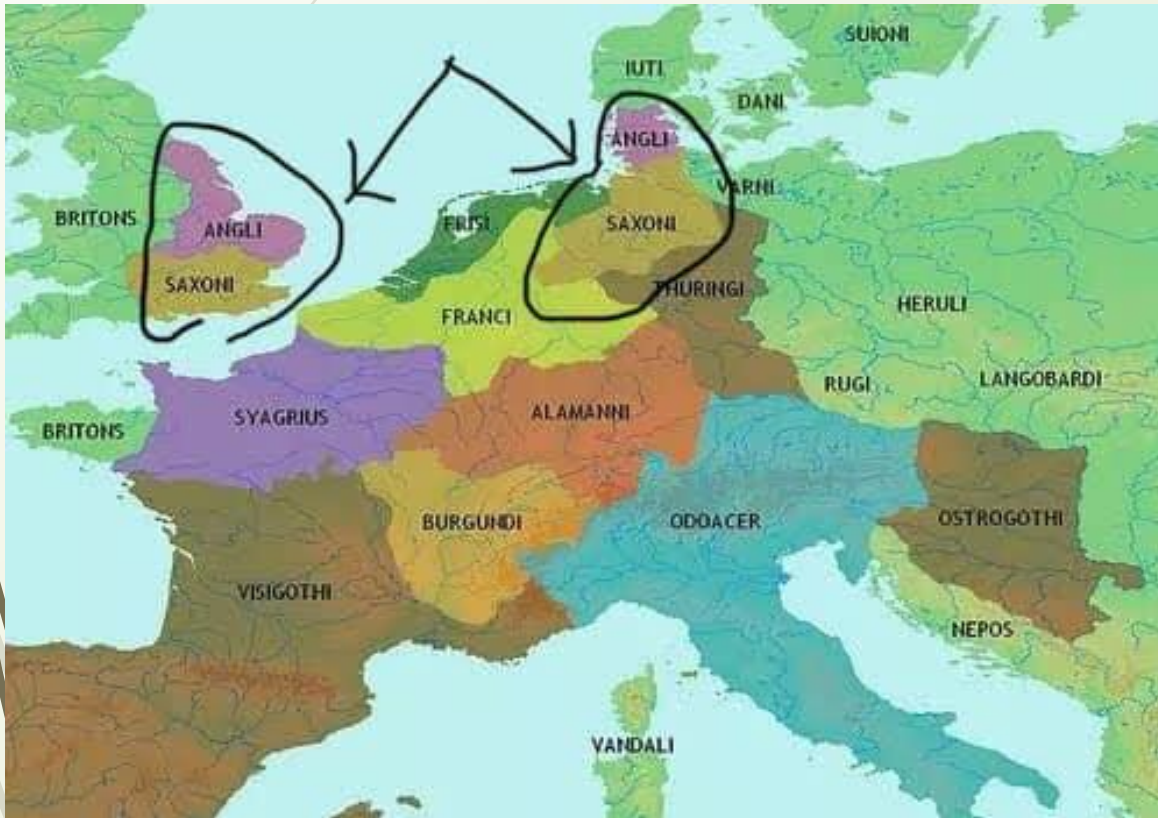 SUIONI
IUTI
DANI
ANGLI
VARNI
BRITONS
ANGLI
FRISI
SAXONI
SAXONI
THURINGI
FRANCI
HERULI
RUGI
LANGOBARDI
SYAGRIUS
ALAMANNI
BRITONS
BURGUNDI
ODOACER
OSTROGOTHI
VISIGOTHI
NEPOS
VANDALI